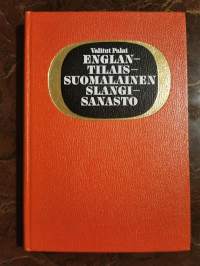 Valitut Palat
ENGLAN-
TILAIS-
SUOMALAINEN
SLANGI-
SANASTO